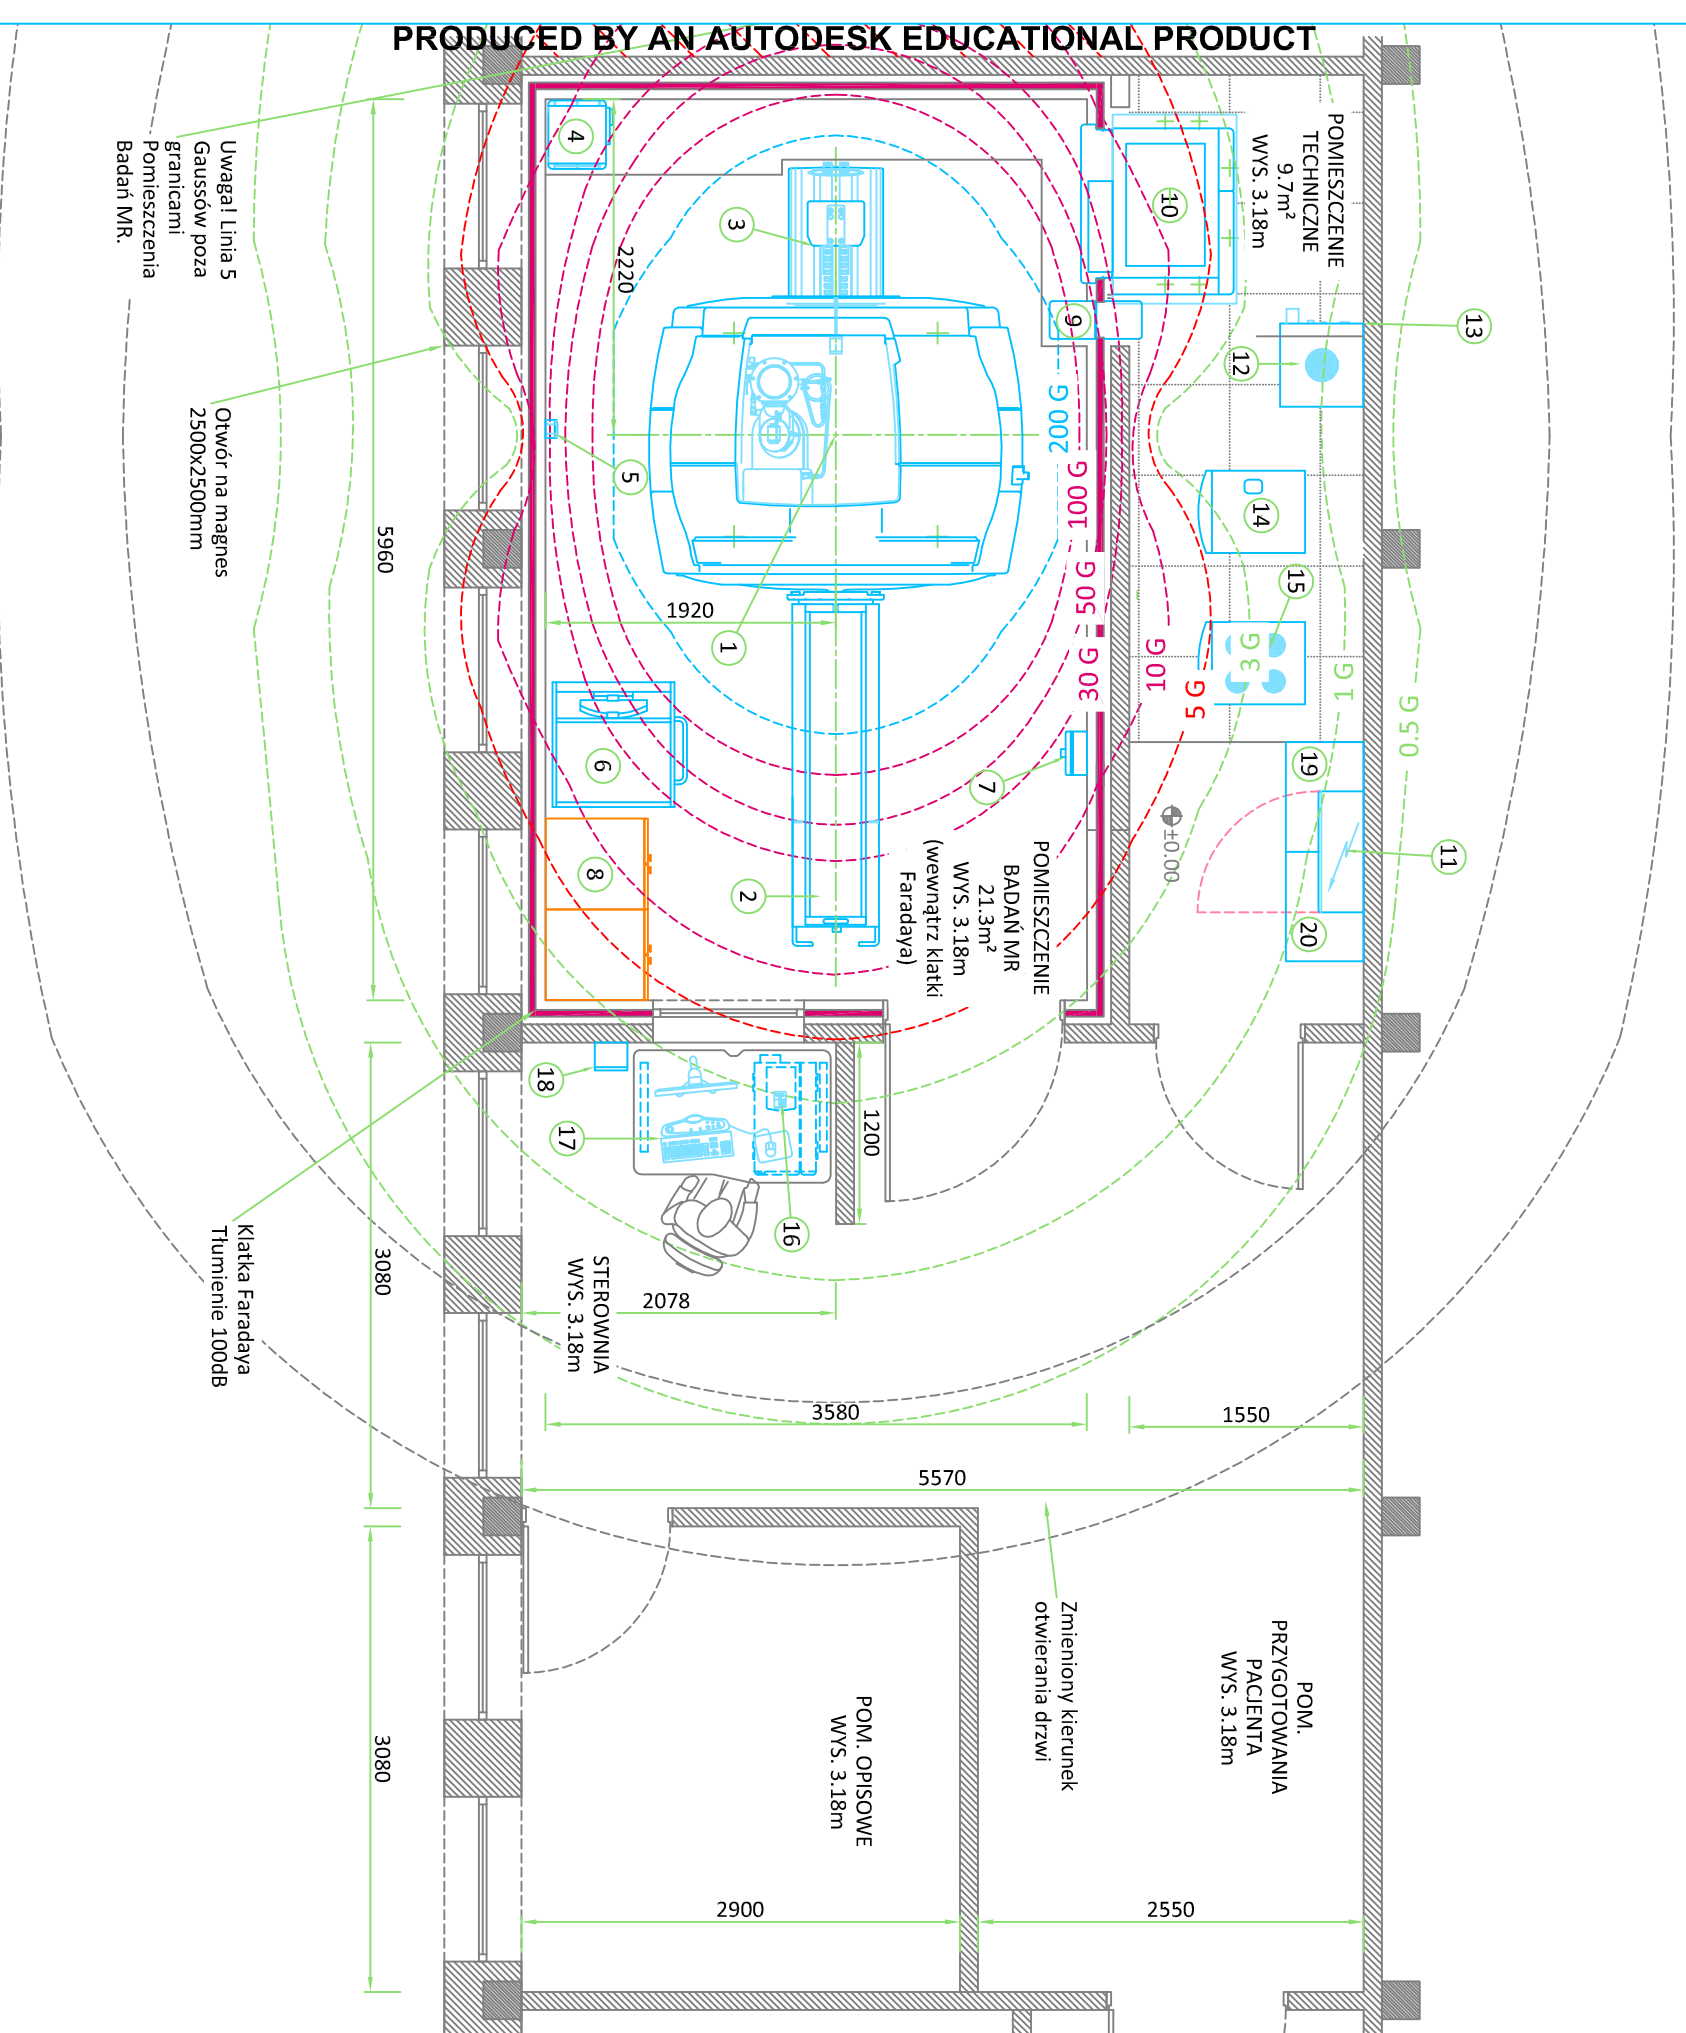 PRODUCED BY AN AUTODESK EDUCATIONAL PRODUCT
POMIESZCZENIE
TECHNICZNE
9.7m²
WYS. 3.18m
4
3
10
9
13
12
2220
Uwaga! Linia 5
Gaussów poza
granicami
Pomieszczenia
Badań MR.
Otwór na magnes
2500x2500mm
5960
5
14
15
200 G
100 G
50 G
30 G
10 G
5 G
3 G
1 G
0.5 G
1920
1
6
7
8
2
19
11
20
±0.00
POMIESZCZENIE
BADAŃ MR
21.3m²
WYS. 3.18m
(wewnątrz klatki
Faradaya)
18
17
16
1200
3080
Klatka Faradaya
Tłumienie 100dB
STEROWNIA
WYS. 3.18m
2078
3580
1550
5570
Zmieniony kierunek
otwierania drzwi
POM.
PRZYGOTOWANIA
PACJENTA
WYS. 3.18m
POM. OPISOWE
WYS. 3.18m
3080
2900
2550